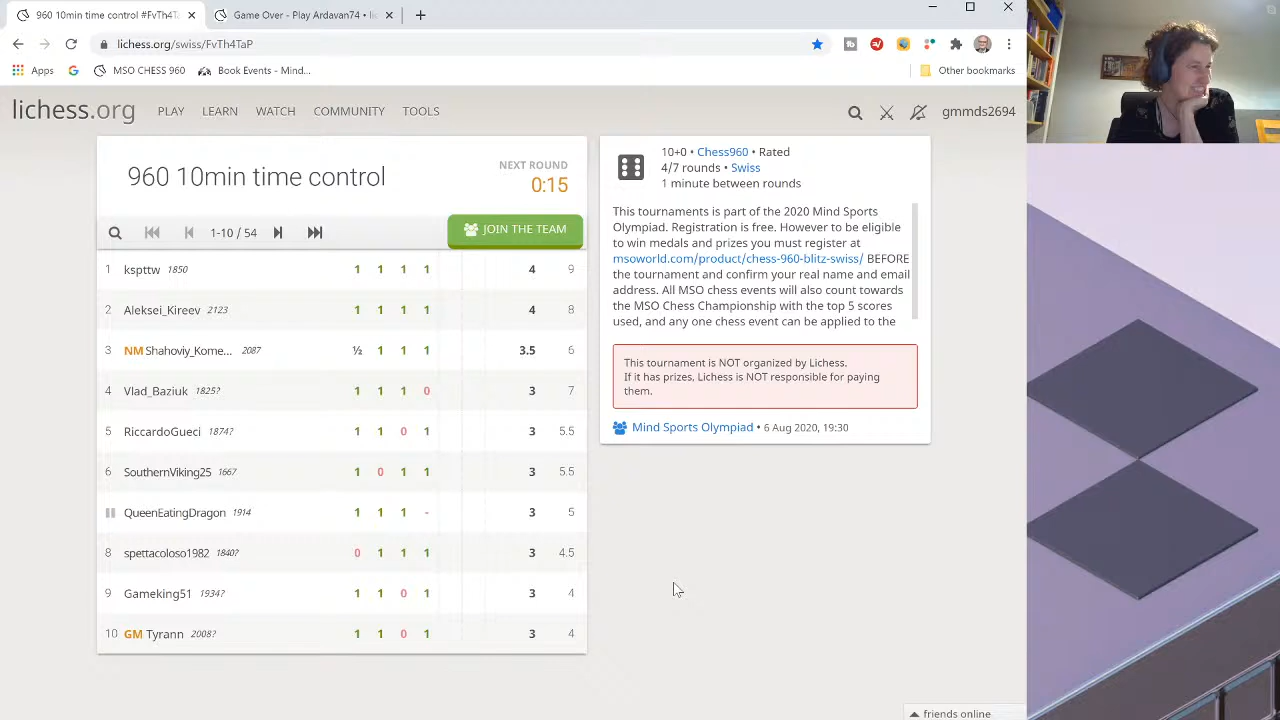 960 10min time control #FvTh4T
Game Over - Play Ardavan74 • li
lichess.org/swiss/FvTh4TaP
Apps
MSO CHESS 960
Bulk Events - Mind...
Other bookmarks
lichess.org
PLAY
LEARN
WATCH
COMMUNITY
TOOLS
gmmds2694
960 10min time control
NEXT ROUND
0:15
1-10 / 54
JOIN THE TEAM
1 kspttw 1850 1 1 1 1 4 9
2 Aleksei_Kireev 2123 1 1 1 1 4 8
3 NM Shahoviy_Kome... 2087 ½ 1 1 1 3.5 6
4 Vlad_Baziuk 1825? 1 1 1 0 3 7
5 RiccardoGueci 1874? 1 1 0 1 3 5.5
6 SouthernViking25 1667 1 0 1 1 3 5.5
QueenEatingDragon 1914 1 1 1 - 3 5
8 spettacoloso1982 1840? 0 1 1 1 3 4.5
9 Gameking51 1934? 1 1 0 1 3 4
10 GM Tyrann 2008? 1 1 0 1 3 4
10+0 • Chess960 • Rated
4/7 rounds • Swiss
1 minute between rounds
This tournaments is part of the 2020 Mind Sports
Olympiad. Registration is free. However to be eligible
to win medals and prizes you must register at
msoworld.com/product/chess-960-blitz-swiss/ BEFORE
the tournament and confirm your real name and email
address. All MSO chess events will also count towards
the MSO Chess Championship with the top 5 scores
used, and any one chess event can be applied to the
This tournament is NOT organized by Lichess.
If it has prizes, Lichess is NOT responsible for paying
them.
Mind Sports Olympiad • 6 Aug 2020, 19:30
friends online